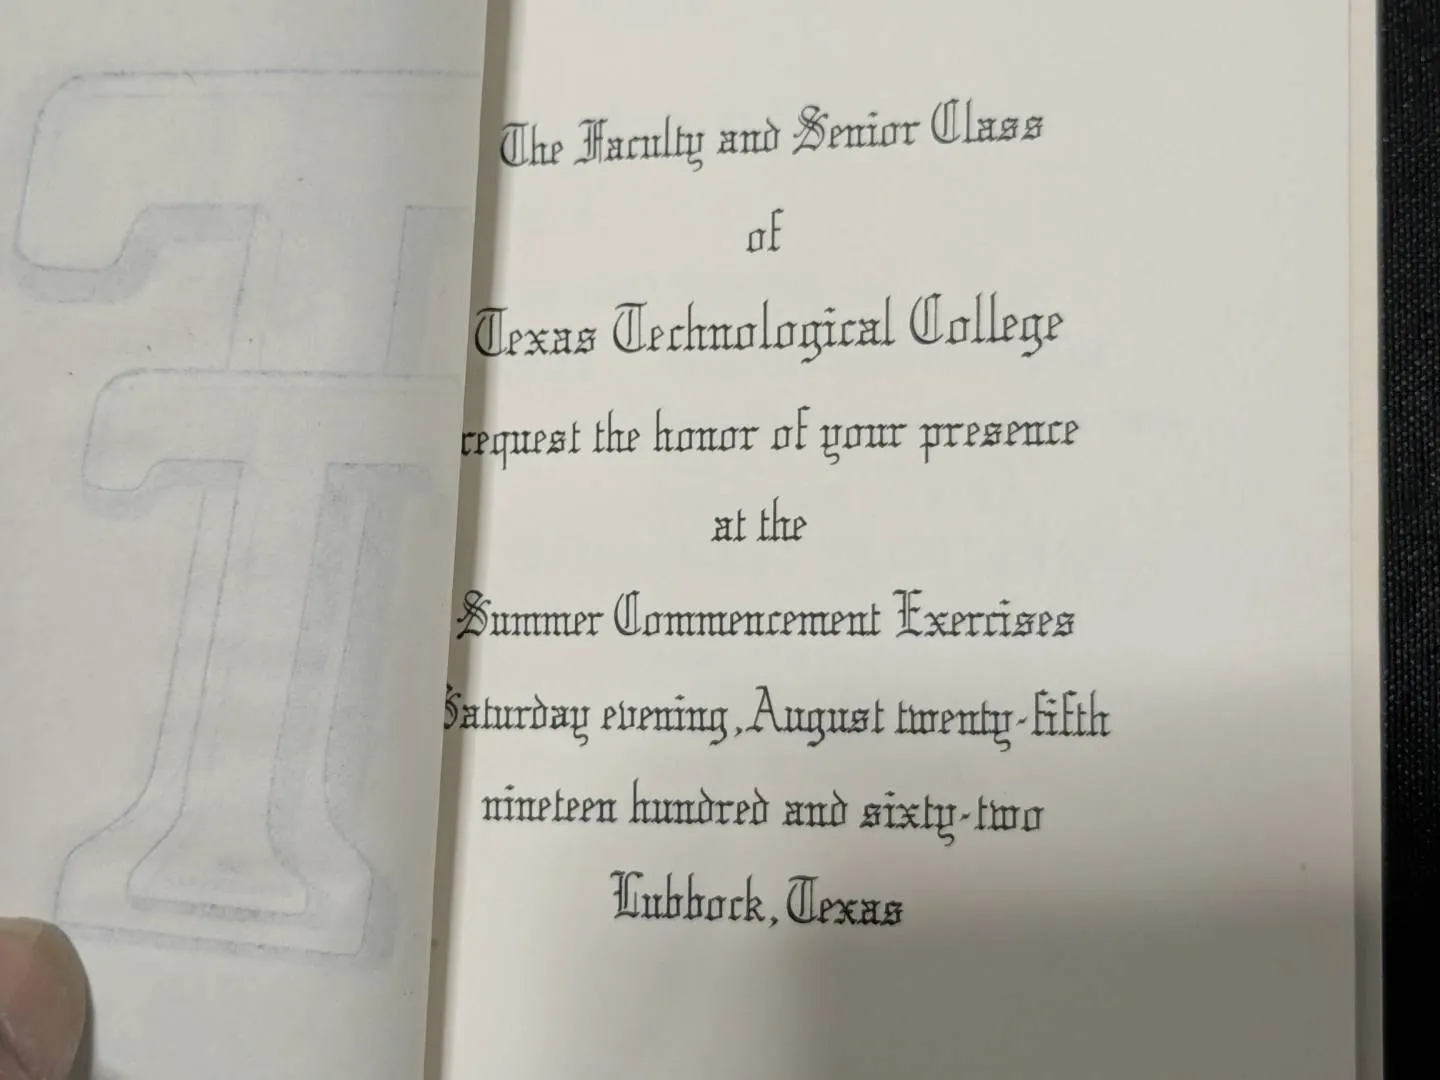 The Faculty and Senior Class
of
Texas Technological College
request the honor of your presence
at the
Summer Commencement Exercises
Saturday evening, August twenty-fifth
nineteen hundred and sixty-two
Lubbock, Texas